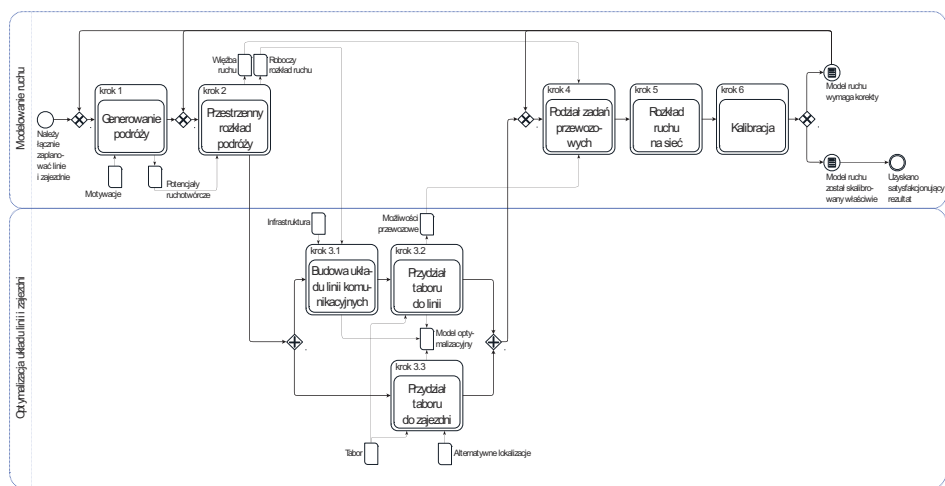 Modelowanie ruchu
Należy
łącznie
zaplano-
wać linie
i zajezdnie
krok 1
Generowanie
podróży
Motywacje
Potencjały
ruchotwórcze
krok 2
Przestrzenny
rozkład
podróży
Więźba
ruchu
Roboczy
rozkład ruchu
krok 4
Podział zadań
przewozo-
wych
krok 5
Rozkład
ruchu
na sieć
krok 6
Kalibracja
Model ruchu
wymaga korekty
Model ruchu
został skalibro-
wany właściwie
Uzyskano
satysfakcjonujący
rezultat
Optymalizacja układu linii i zajezdni
Infrastruktura
Możliwości
przewozowe
krok 3.1
Budowa ukła-
du linii komu-
nikacyjnych
krok 3.2
Przydział
taboru
do linii
Model opty-
malizacyjny
krok 3.3
Przydział
taboru
do zajezdni
Tabor
Alternatywne lokalizacje